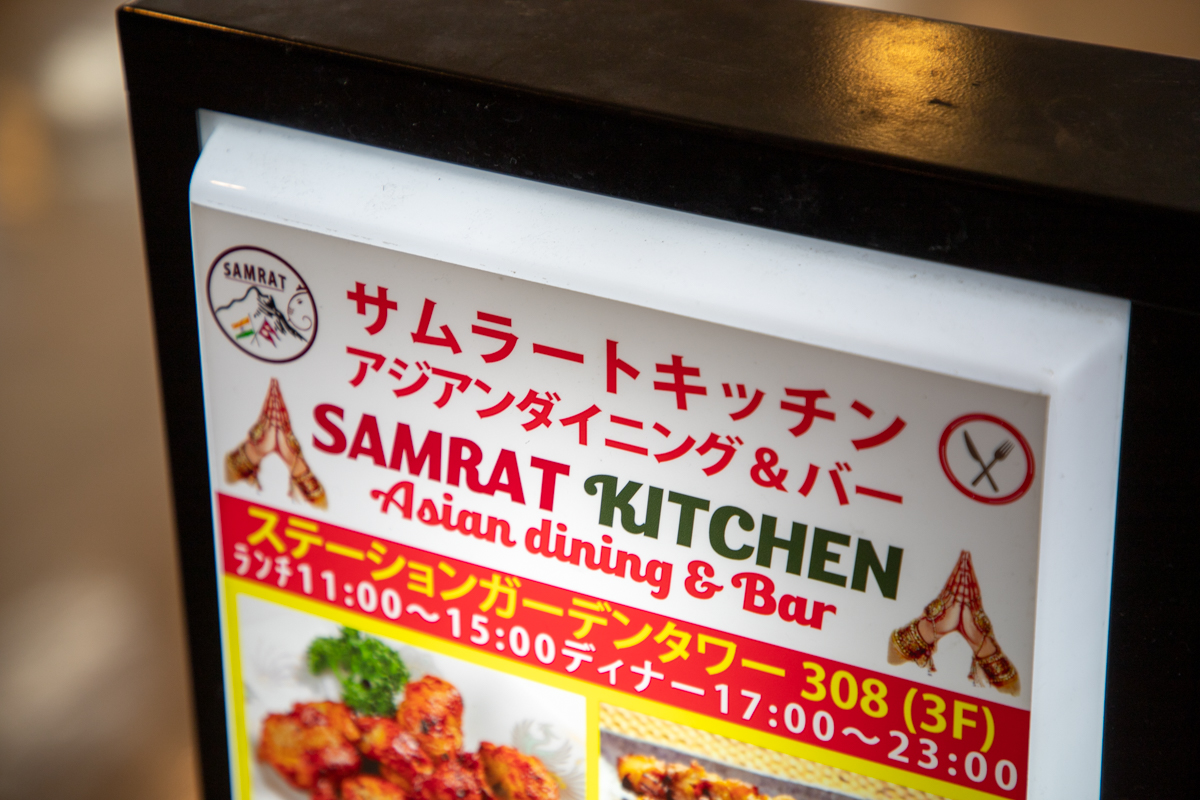 SAMRAT
サムラートキッチン
アジアンダイニング&バー
SAMRAT KITCHEN
Asian dining & Bar
ステーションガーデンタワー 308 (3F)
ランチ11:00〜15:00ディナー17:00〜23:00